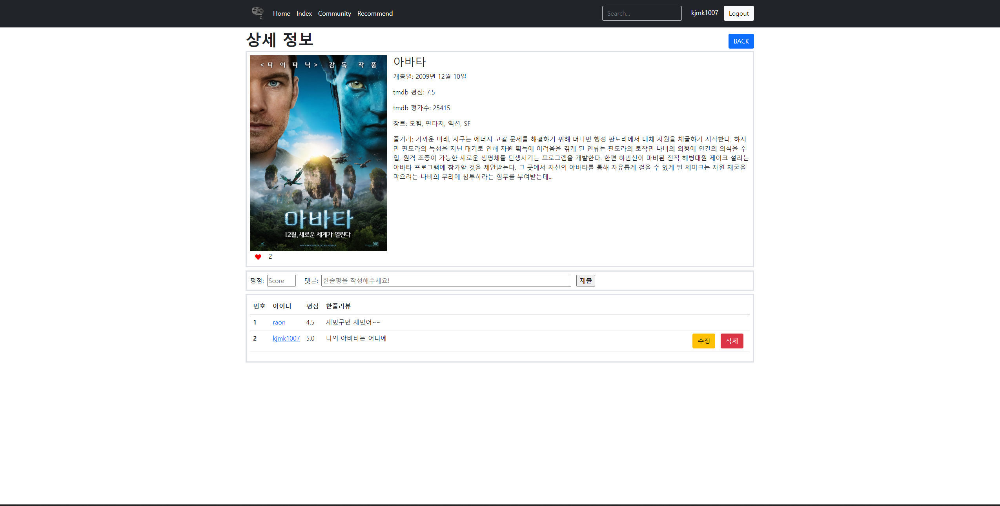 Home Index Community Recommend Search... kjmk1007 Logout
상세 정보
BACK
<타이타닉> 감독 작품
아바타
12월, 새로운 세계가 열린다
WWW.FOXKOREA.CO.KR/AVATAR
아바타
개봉일: 2009년 12월 10일
tmdb 평점: 7.5
tmdb 평가수: 25415
장르: 모험, 판타지, 액션, SF
줄거리: 가까운 미래, 지구는 에너지 고갈 문제를 해결하기 위해 머나먼 행성 판도라에서 대체 자원을 채굴하기 시작한다. 하지
만 판도라의 독성을 지닌 대기로 인해 자원 획득에 어려움을 겪게 된 인류는 판도라의 토착민 나비의 외형에 인간의 의식을 주
입, 원격 조종이 가능한 새로운 생명체를 탄생시키는 프로그램을 개발한다. 한편 하반신이 마비된 전직 해병대원 제이크 설리는
아바타 프로그램에 참가할 것을 제안받는다. 그 곳에서 자신의 아바타를 통해 자유롭게 걸을 수 있게 된 제이크는 자원 채굴을
막으려는 나비의 무리에 침투하라는 임무를 부여받는데...
2
평점: Score 댓글: 한줄평을 작성해주세요! 제출
번호 아이디 평점 한줄리뷰
1 raon 4.5 재밌구먼 재밌어~~
2 kjmk1007 5.0 나의 아바타는 어디에 수정 삭제